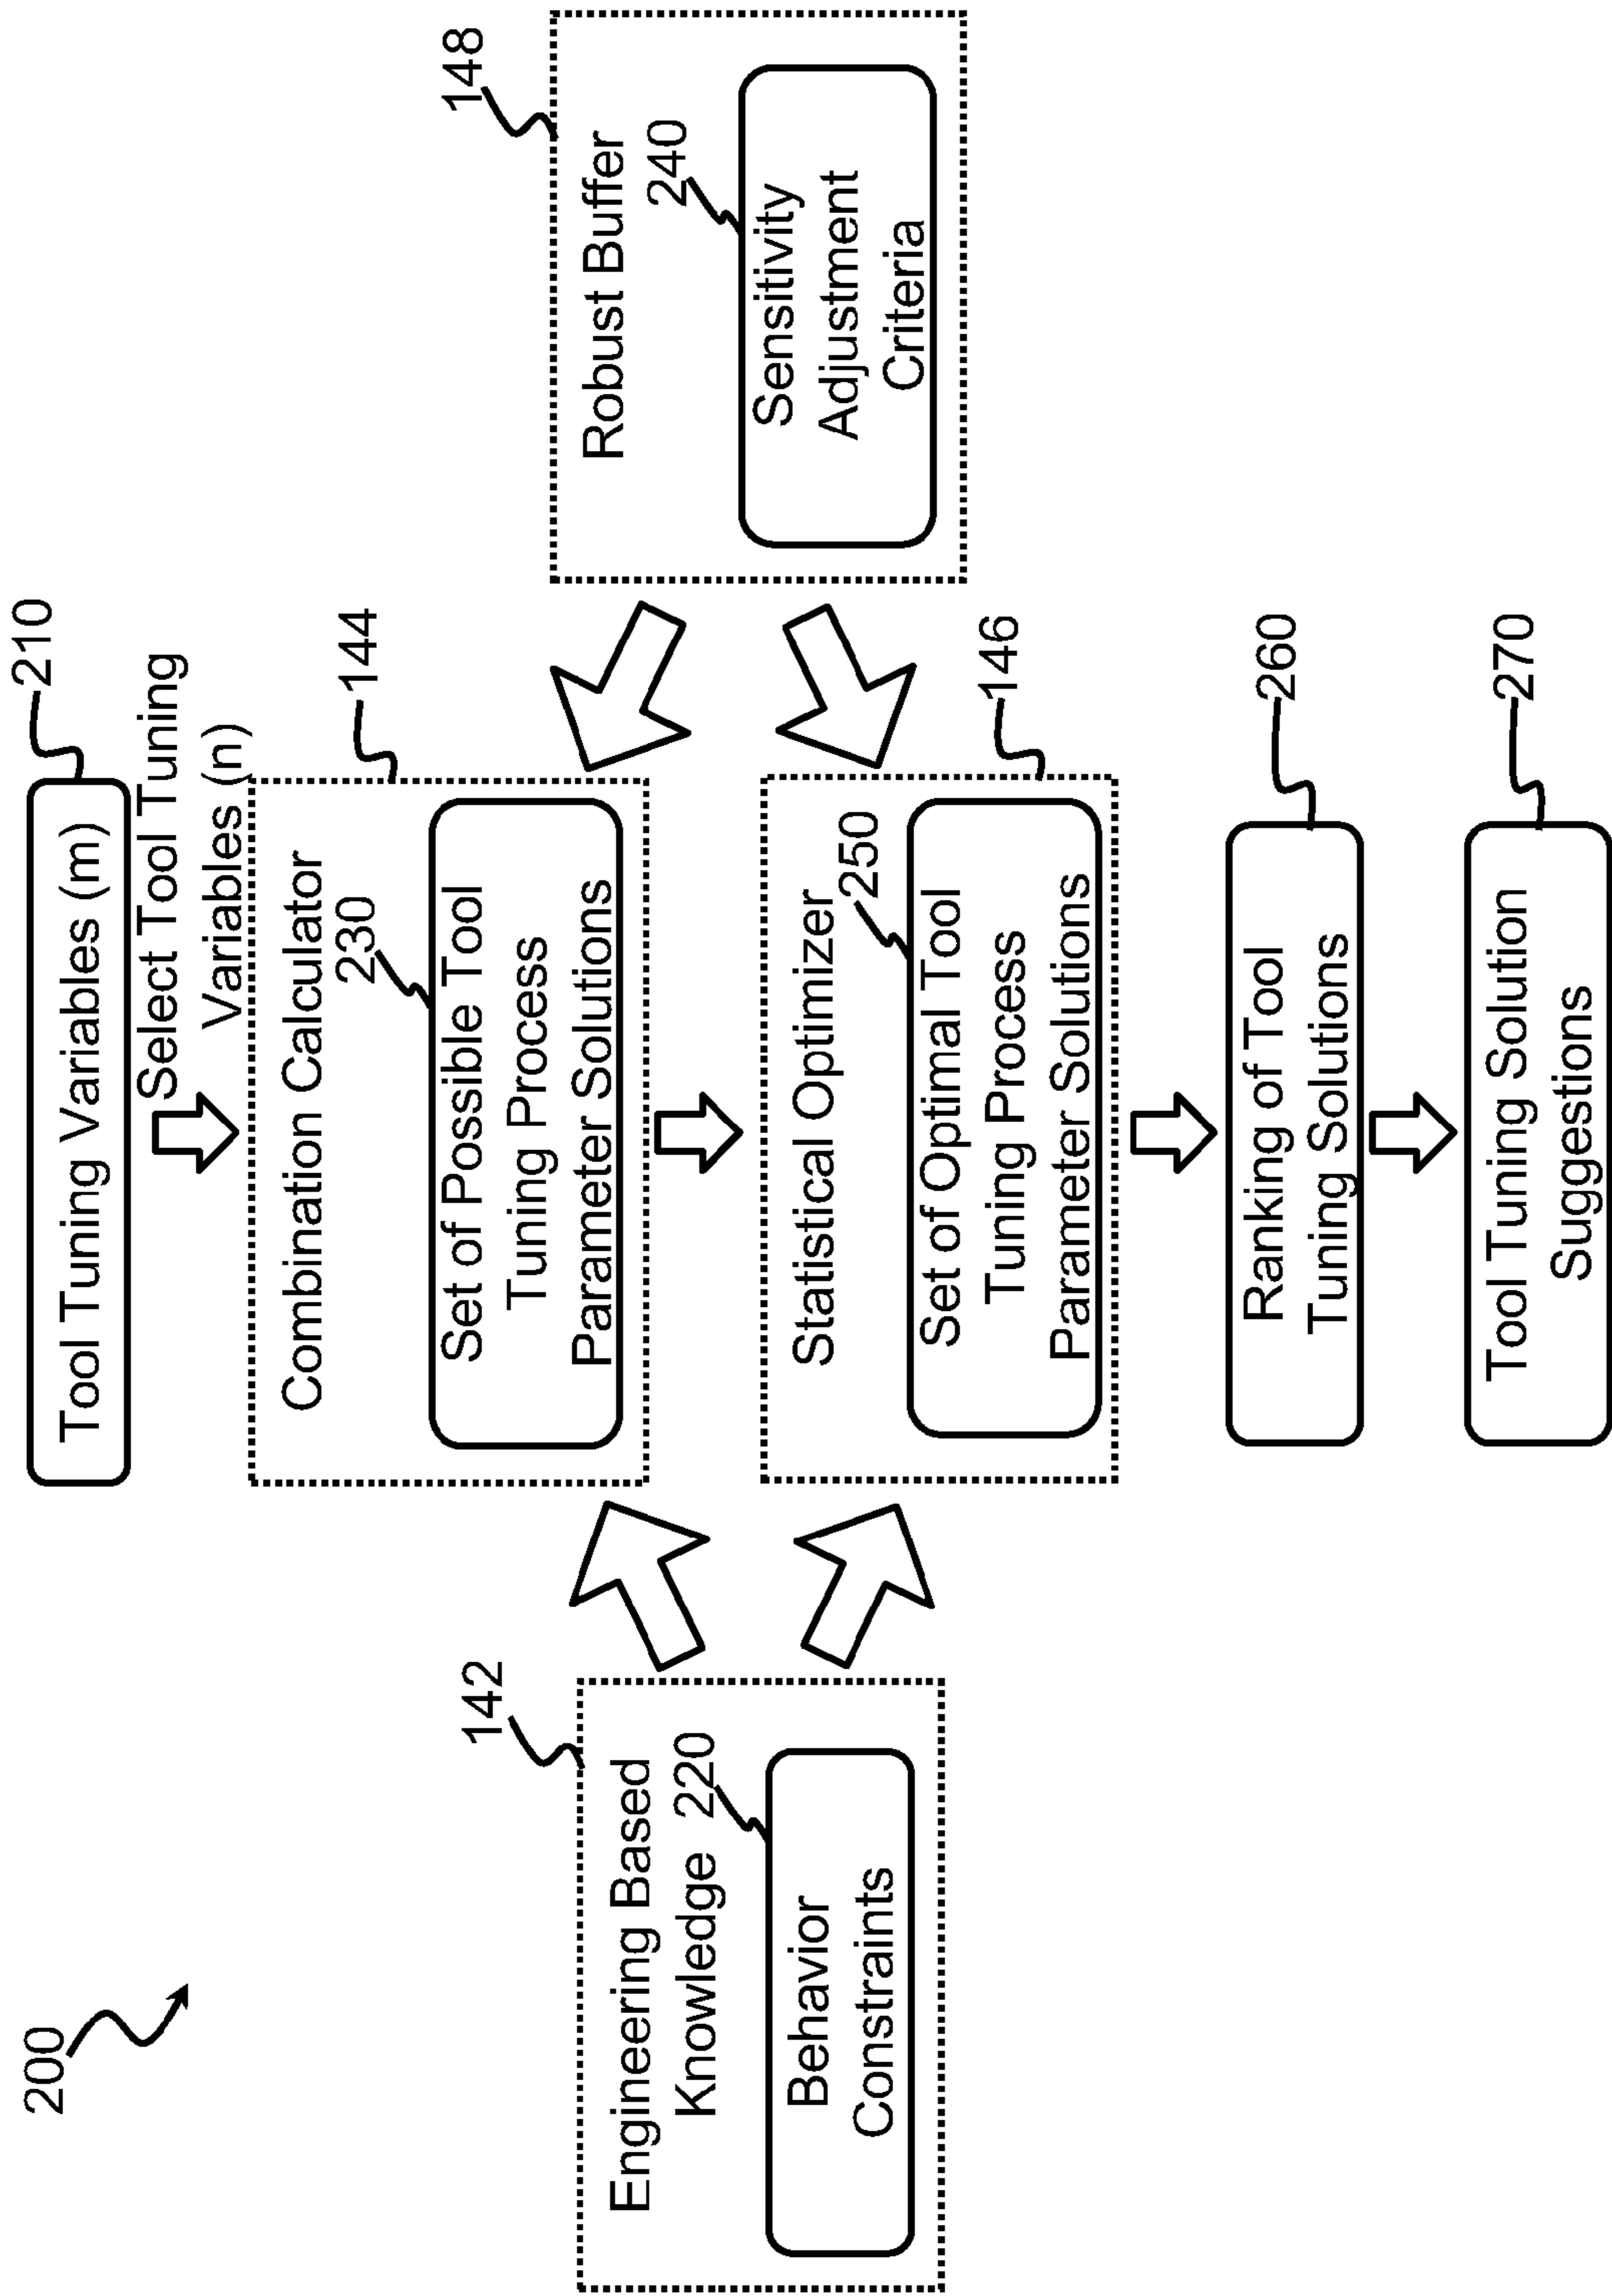 200
210
Tool Tuning Variables (m)
Select Tool Tuning
Variables (n)
144
Combination Calculator
230
Set of Possible Tool
Tuning Process
Parameter Solutions
142
Engineering Based
Knowledge
220
Behavior
Constraints
148
Robust Buffer
240
Sensitivity
Adjustment
Criteria
146
Statistical Optimizer
250
Set of Optimal Tool
Tuning Process
Parameter Solutions
260
Ranking of Tool
Tuning Solutions
270
Tool Tuning Solution
Suggestions